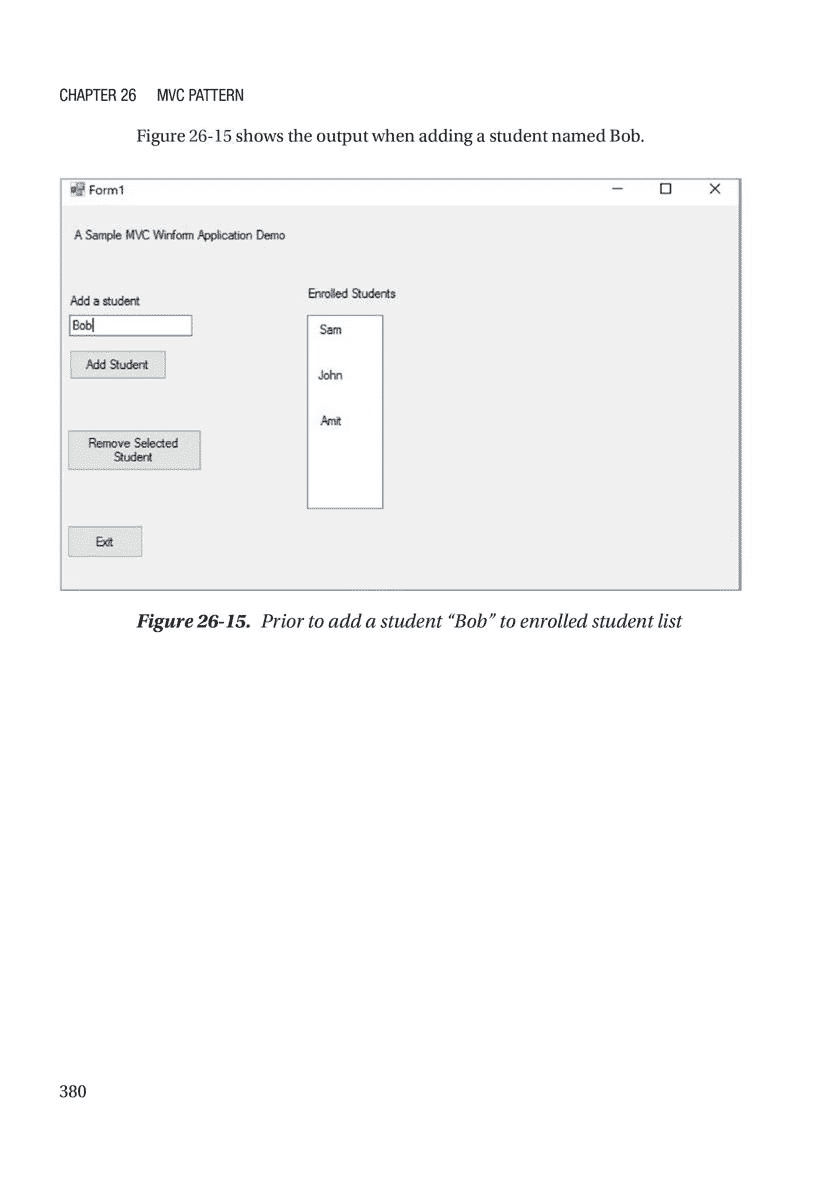 CHAPTER 26 MVC PATTERN
Figure 26-15 shows the output when adding a student named Bob.
Form1
A Sample MVC Winform Application Demo
Add a student
Bob
Add Student
Remove Selected
Student
Exit
Enrolled Students
Sam
John
Amit
Figure 26-15. Prior to add a student “Bob” to enrolled student list
380